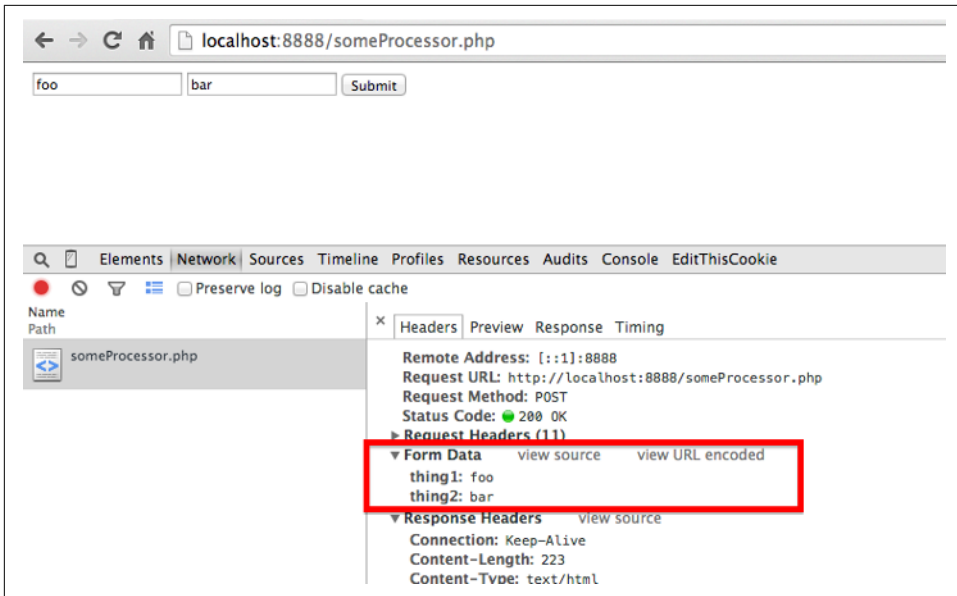 localhost:8888/someProcessor.php
foo bar Submit
Elements Network Sources Timeline Profiles Resources Audits Console EditThisCookie
Preserve log Disable cache
Name
Path
× Headers Preview Response Timing
someProcessor.php
Remote Address: [::1]:8888
Request URL: http://localhost:8888/someProcessor.php
Request Method: POST
Status Code: 200 OK
Request Headers (11)
Form Data view source view URL encoded
thing1: foo
thing2: bar
Response Headers view source
Connection: Keep-Alive
Content-Length: 223
Content-Type: text/html